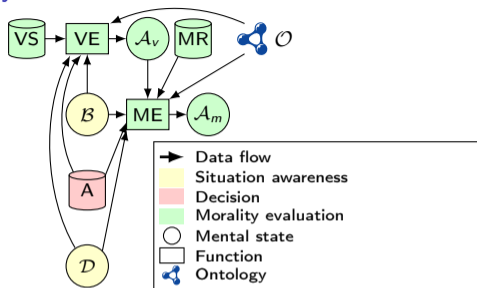 VS VE 𝒜ᵥ MR 𝒪
ℬ ME 𝒜ₘ
A
𝒟
Data flow
Situation awareness
Decision
Morality evaluation
Mental state
Function
Ontology